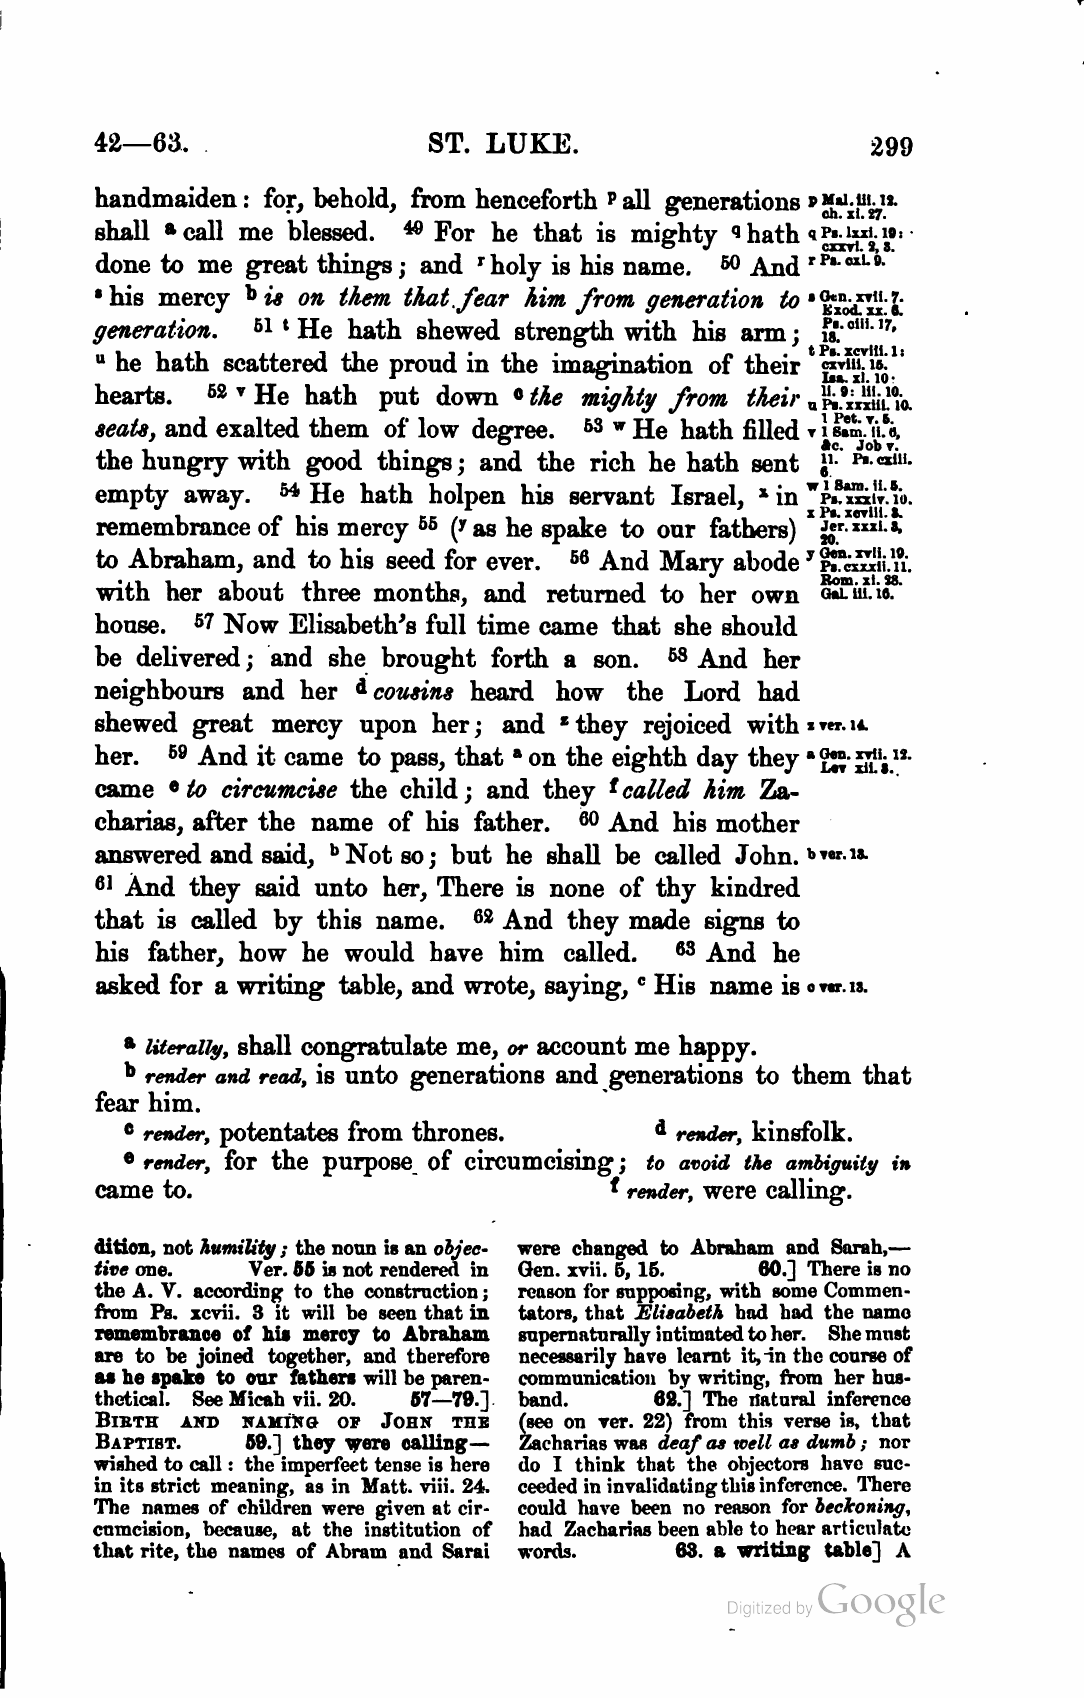 42—63. ST. LUKE. 299
handmaiden: for, behold, from henceforth p all generations
shall a call me blessed. 49 For he that is mighty q hath
done to me great things; and r holy is his name. 50 And
s his mercy b is on them that fear him from generation to
generation. 51 t He hath shewed strength with his arm;
u he hath scattered the proud in the imagination of their
hearts. 52 v He hath put down c the mighty from their
seats, and exalted them of low degree. 53 w He hath filled
the hungry with good things; and the rich he hath sent
empty away. 54 He hath holpen his servant Israel, x in
remembrance of his mercy 55 (y as he spake to our fathers)
to Abraham, and to his seed for ever. 56 And Mary abode
with her about three months, and returned to her own
house. 57 Now Elisabeth's full time came that she should
be delivered; and she brought forth a son. 58 And her
neighbours and her d cousins heard how the Lord had
shewed great mercy upon her; and z they rejoiced with
her. 59 And it came to pass, that a on the eighth day they
came e to circumcise the child; and they f called him Za-
charias, after the name of his father. 60 And his mother
answered and said, b Not so; but he shall be called John.
61 And they said unto her, There is none of thy kindred
that is called by this name. 62 And they made signs to
his father, how he would have him called. 63 And he
asked for a writing table, and wrote, saying, c His name is
p Mal. iii. 12.
ch. xi. 27.
q Ps. lxxi. 19:
cxxvi. 2, 3.
r Ps. cxi. 9.
s Gen. xvii. 7.
Exod. xx. 6.
Ps. ciii. 17,
18.
t Ps. xcviii. 1:
cxviii. 15.
Isa. xl. 10:
li. 9: lii. 10.
u Ps. xxxiii. 10.
1 Pet. v. 5.
v 1 Sam. ii. 6,
&c. Job v.
11. Ps. cxiii.
6.
w 1 Sam. ii. 5.
Ps. xxxiv. 10.
x Ps. xcviii. 3.
Jer. xxxi. 3,
20.
y Gen. xvii. 19.
Ps. cxxxii. 11.
Rom. xi. 28.
Gal. iii. 16.
z ver. 14.
a Gen. xvii. 12.
Lev xii. 3.
b ver. 13.
c ver. 13.
a literally, shall congratulate me, or account me happy.
b render and read, is unto generations and generations to them that
fear him.
c render, potentates from thrones. d render, kinsfolk.
e render, for the purpose of circumcising; to avoid the ambiguity in
came to. f render, were calling.
dition, not humility; the noun is an objec-
tive one. Ver. 55 is not rendered in
the A. V. according to the construction;
from Ps. xcvii. 3 it will be seen that in
remembrance of his mercy to Abraham
are to be joined together, and therefore
as he spake to our fathers will be paren-
thetical. See Micah vii. 20. 57—79.]
BIRTH AND NAMING OF JOHN THE
BAPTIST. 59.] they were calling—
wished to call: the imperfect tense is here
in its strict meaning, as in Matt. viii. 24.
The names of children were given at cir-
cumcision, because, at the institution of
that rite, the names of Abram and Sarai
were changed to Abraham and Sarah,—
Gen. xvii. 5, 15. 60.] There is no
reason for supposing, with some Commen-
tators, that Elisabeth had had the name
supernaturally intimated to her. She must
necessarily have learnt it, in the course of
communication by writing, from her hus-
band. 62.] The natural inference
(see on ver. 22) from this verse is, that
Zacharias was deaf as well as dumb; nor
do I think that the objectors have suc-
ceeded in invalidating this inference. There
could have been no reason for beckoning,
had Zacharias been able to hear articulate
words. 63. a writing table] A
Digitized by Google